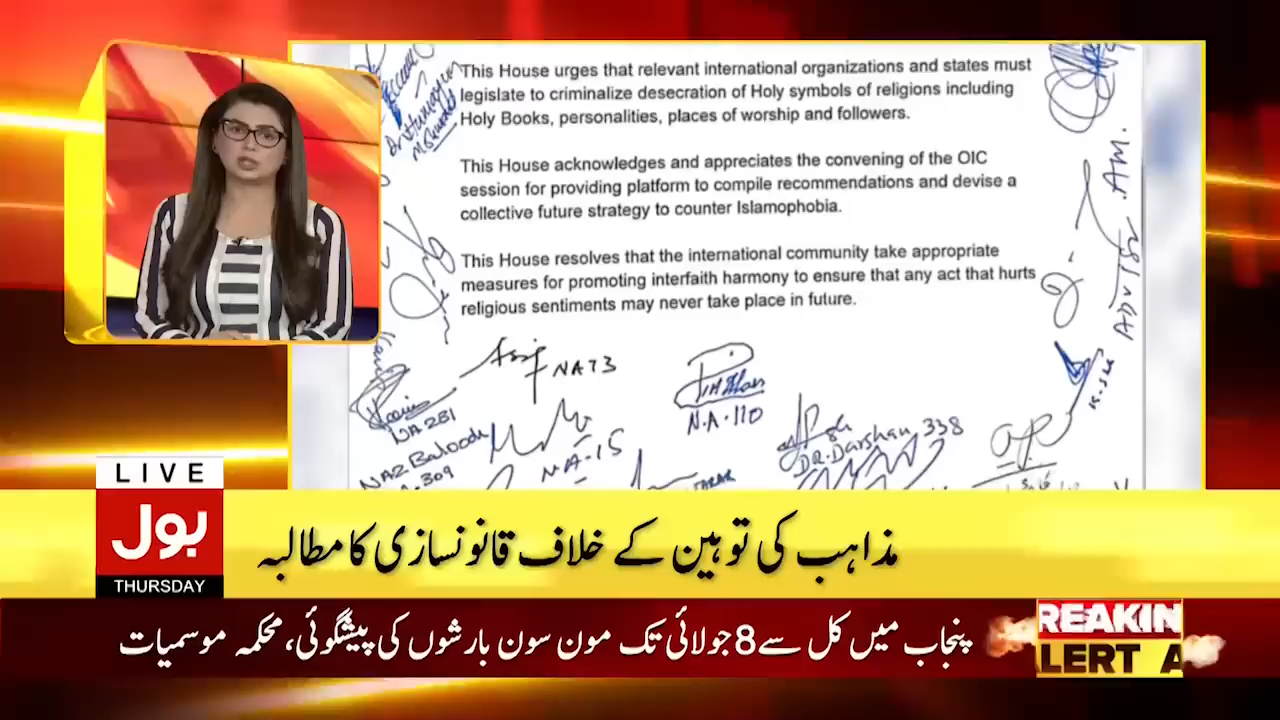 This House urges that relevant international organizations and states must
legislate to criminalize desecration of Holy symbols of religions including
Holy Books, personalities, places of worship and followers.
This House acknowledges and appreciates the convening of the OIC
session for providing platform to compile recommendations and devise a
collective future strategy to counter Islamophobia.
This House resolves that the international community take appropriate
measures for promoting interfaith harmony to ensure that any act that hurts
religious sentiments may never take place in future.
Asif NA73
N.A-110
NA-15
DR. Darshan 338
LIVE
بول
THURSDAY
مذاہب کی توہین کے خلاف قانونسازی کا مطالبہ
پنجاب میں کل سے 8 جولائی تک مون سون بارشوں کی پیشگوئی، محکمہ موسمیات
REAKIN
LERT A